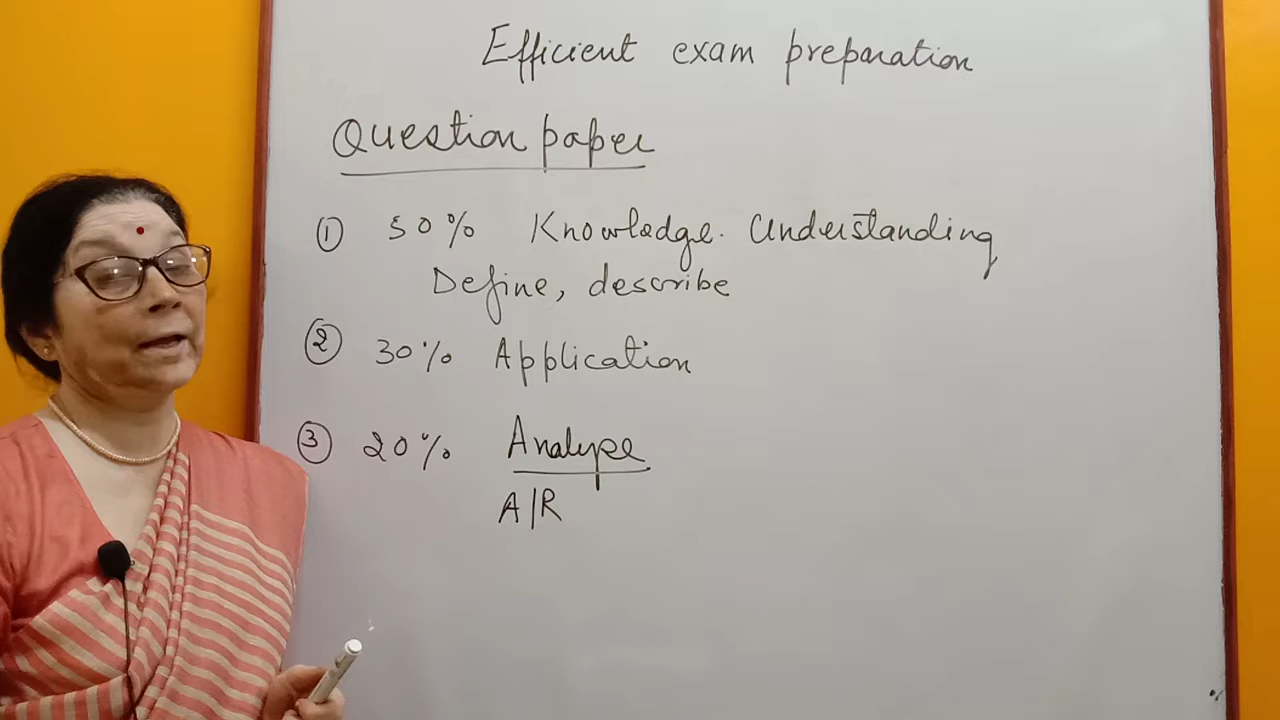 Efficient exam preparation
Question paper
① 50% Knowledge. Understanding
Define, describe
② 30% Application
③ 20% Analyse
A/R